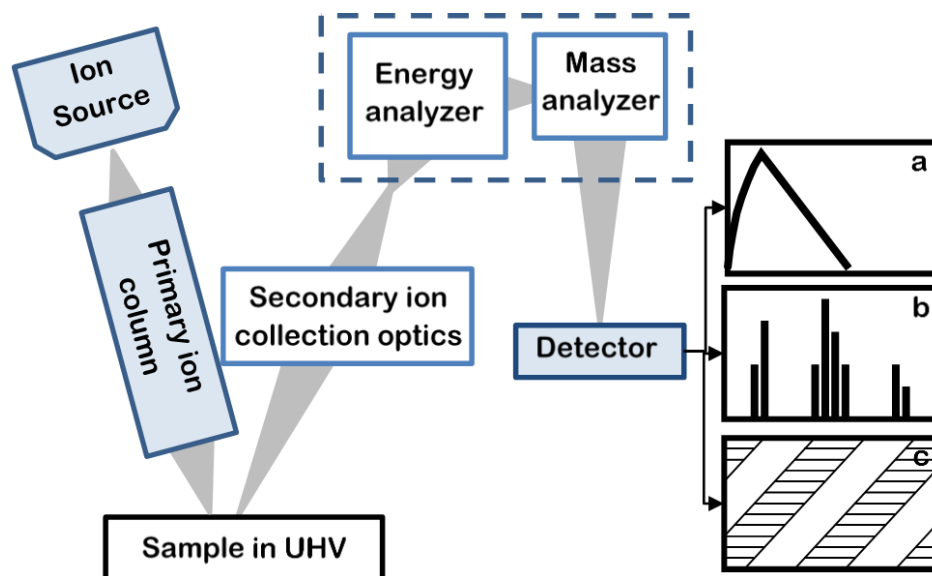 Ion
Source
Primary ion
column
Secondary ion
collection optics
Energy
analyzer
Mass
analyzer
Detector
Sample in UHV
a
b
c